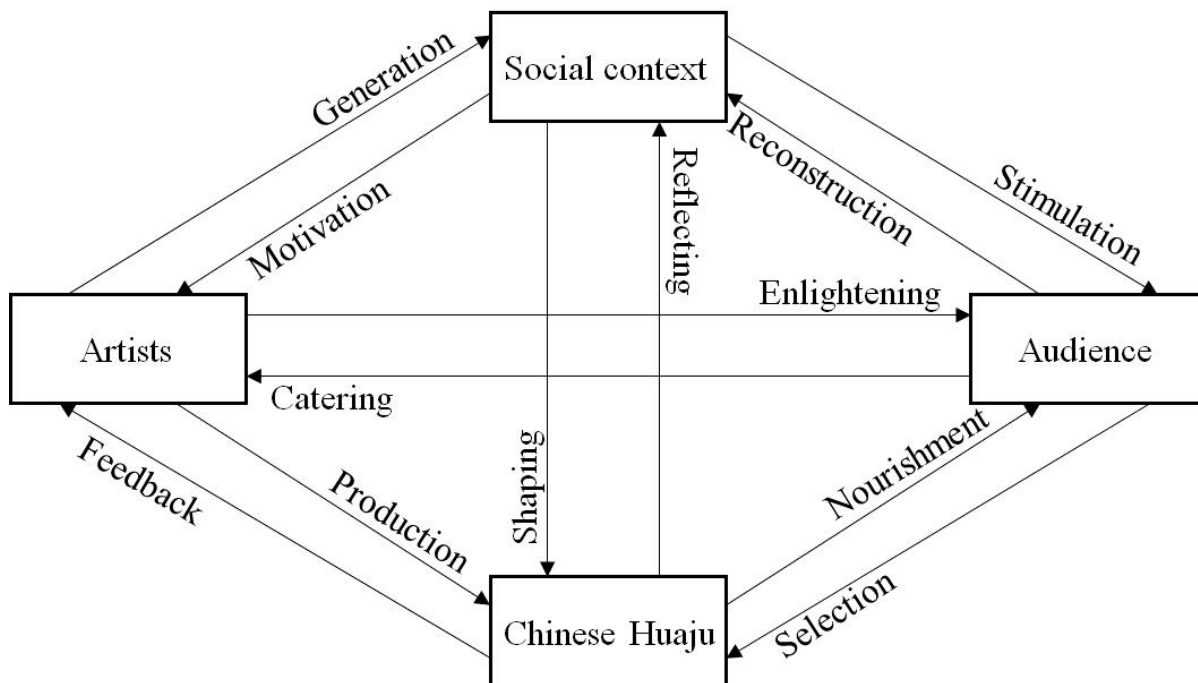 Social context
Generation
Motivation
Reflecting
Reconstruction
Stimulation
Artists
Enlightening
Audience
Catering
Feedback
Production
Shaping
Nourishment
Selection
Chinese Huaju